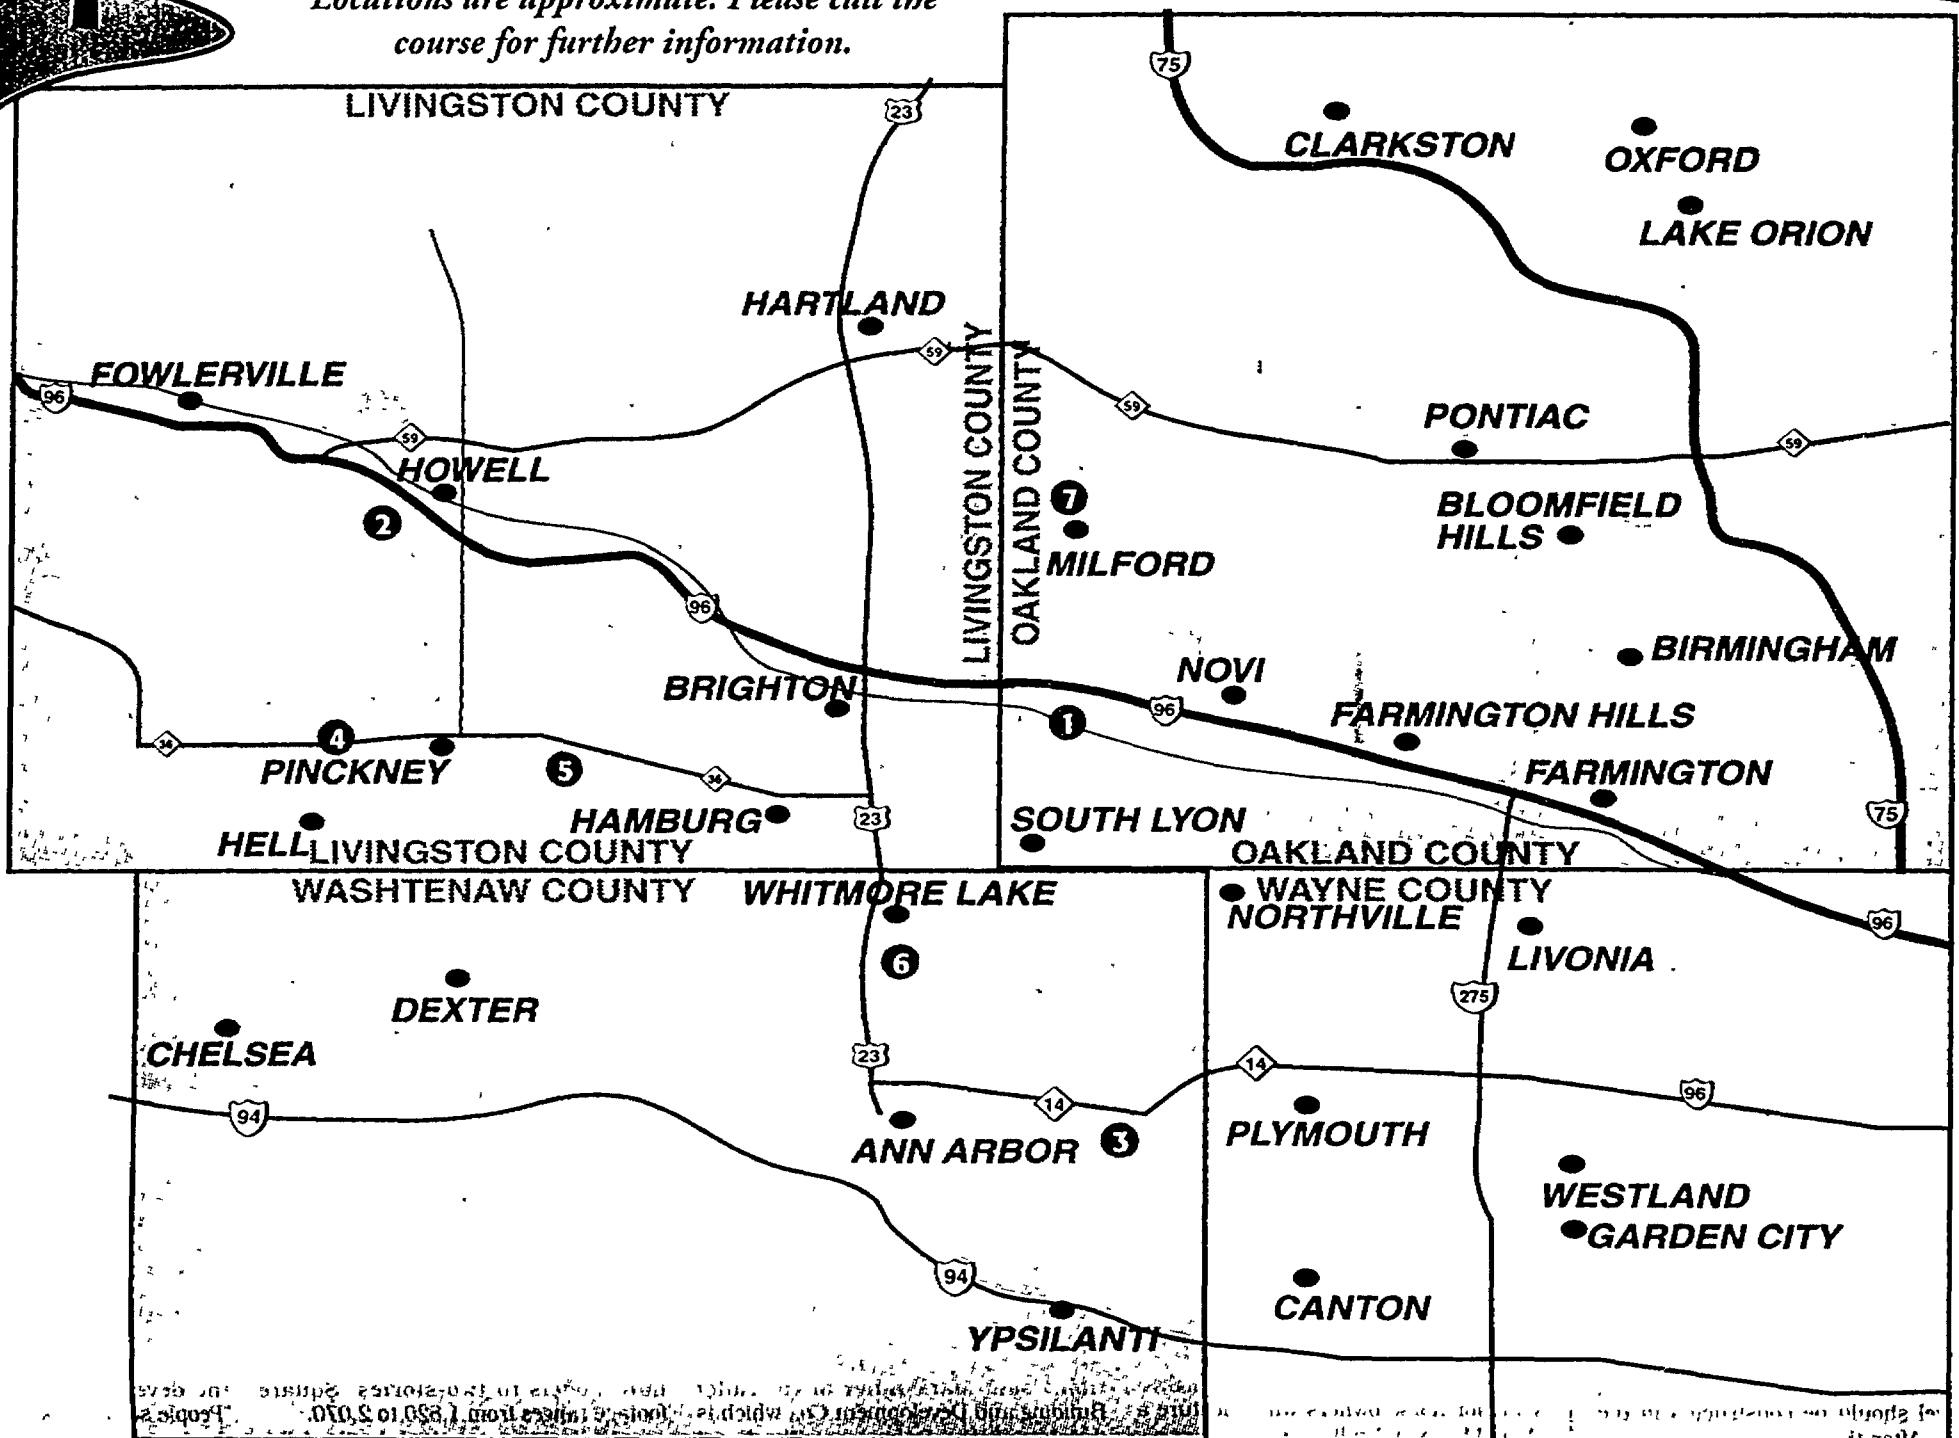 Locations are approximate. Please call the
course for further information.
75
LIVINGSTON COUNTY
23
CLARKSTON
OXFORD
LAKE ORION
HARTLAND
59
LIVINGSTON COUNTY
OAKLAND COUNTY
FOWLERVILLE
96
59
PONTIAC
59
59
HOWELL
2
7
BLOOMFIELD
HILLS
MILFORD
96
BIRMINGHAM
NOVI
BRIGHTON
96
1
FARMINGTON HILLS
34
4
PINCKNEY
5
36
FARMINGTON
HAMBURG
23
SOUTH LYON
75
HELL
LIVINGSTON COUNTY
OAKLAND COUNTY
WASHTENAW COUNTY
WHITMORE LAKE
WAYNE COUNTY
NORTHVILLE
96
6
LIVONIA
DEXTER
275
CHELSEA
23
14
94
14
96
ANN ARBOR
3
PLYMOUTH
WESTLAND
GARDEN CITY
94
CANTON
YPSILANTI